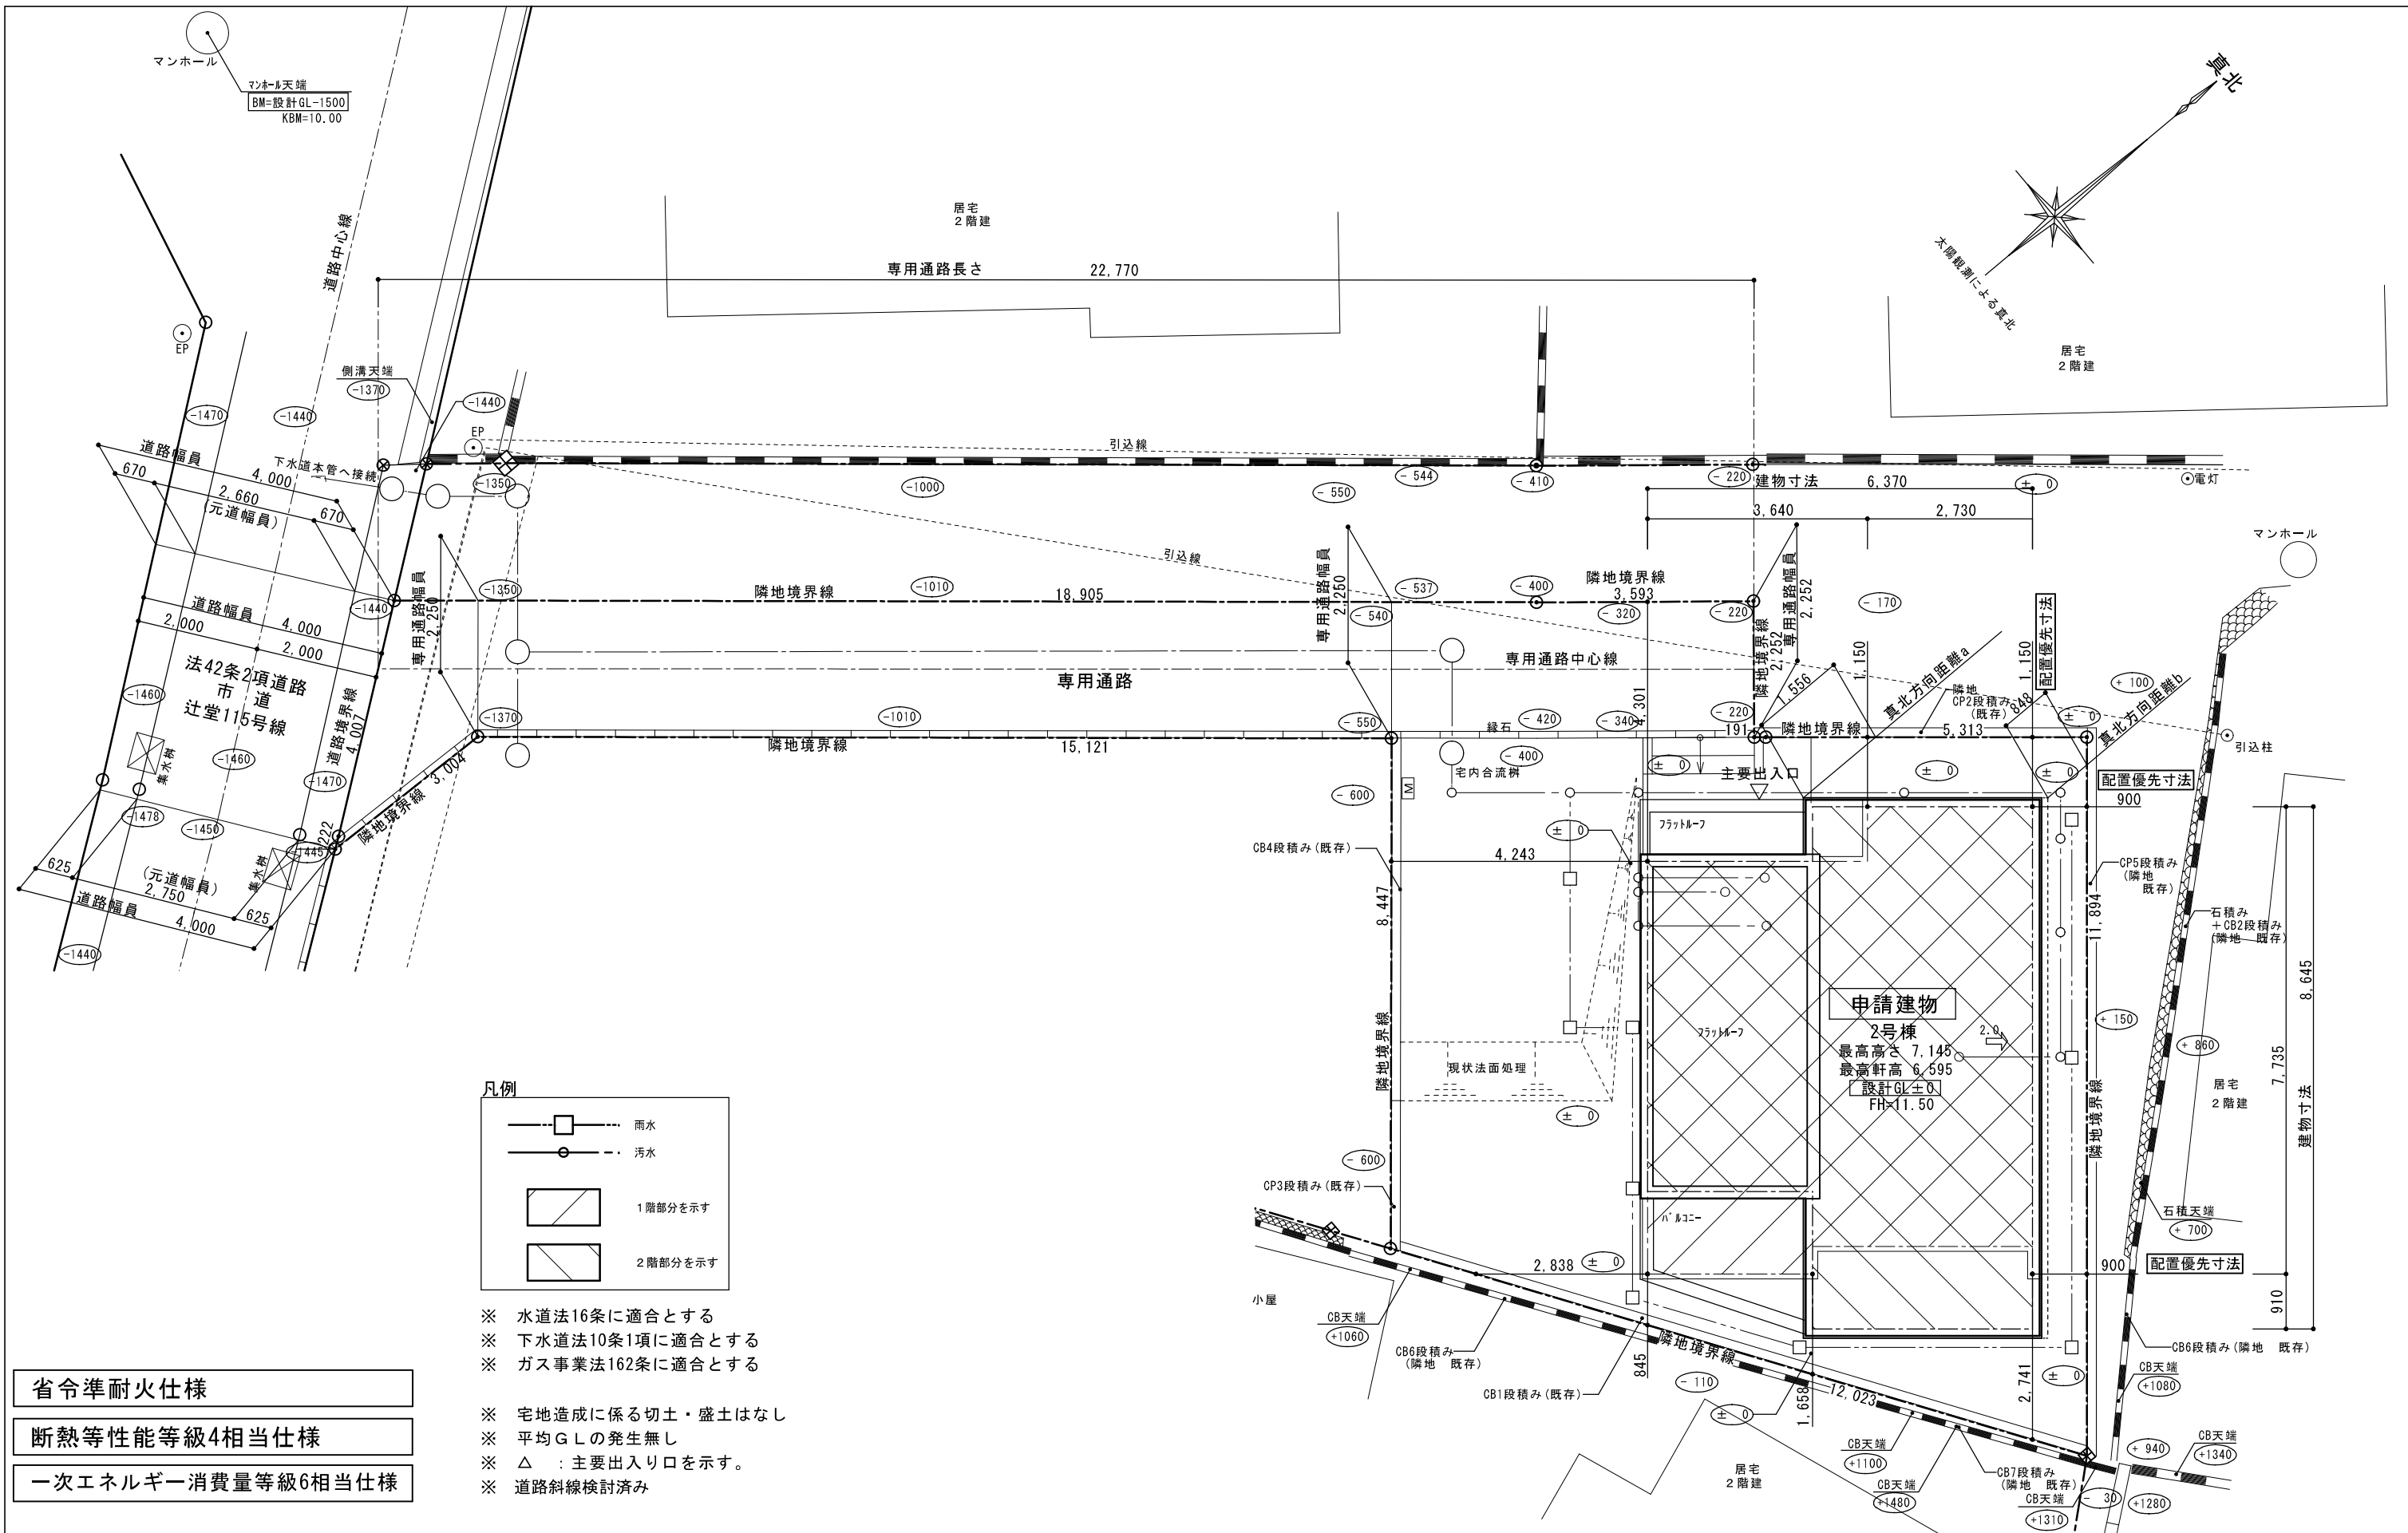 マンホール
マンホール天端
BM=設計GL-1500
KBM=10.00
真北
太陽観測による真北
居宅
2階建
居宅
2階建
道路中心線
専用通路長さ 22,770
EP
側溝天端
-1370
-1470
-1440
-1440
EP
引込線
道路幅員
4,000
670
2,660
(元道幅員)
670
下水道本管へ接続
-1350
-1000
- 550
- 544
- 410
- 220
建物寸法 6,370
± 0
電灯
3,640
2,730
マンホール
引込線
専用通路幅員
2,250
-1350
隣地境界線
-1010
18,905
専用通路幅員
2,250
- 537
- 540
- 400
隣地境界線
3,593
- 320
- 220
専用通路幅員
2,252
隣地境界線
2,252
- 170
1,150
1,150
配置優先寸法
-1440
道路幅員
4,000
2,000
2,000
法42条2項道路
市 道
辻堂115号線
-1460
道路境界線
4,007
専用通路中心線
専用通路
1,556
真北方向距離a
隣地
CP2段積み
(既存)
848
真北方向距離b
+ 100
± 0
引込柱
-1370
-1010
隣地境界線
15,121
- 550
縁石
- 420
- 340
4,301
- 220
191
隣地境界線
5,313
集水桝
-1460
-1470
3,004
隣地境界線
- 400
宅内合流桝
± 0
主要出入口
± 0
± 0
配置優先寸法
900
-1478
-1450
222
-1445
集水桝
625
(元道幅員)
2,750
625
道路幅員
4,000
-1440
- 600
M
CB4段積み(既存)
± 0
フラットルーフ
4,243
8,447
隣地境界線
CP5段積み
(隣地
既存)
11,894
石積み
+CB2段積み
(隣地 既存)
8,645
7,735
建物寸法
申請建物
2号棟
最高高さ 7,145
最高軒高 6,595
設計GL±0
FH=11.50
2.0
フラットルーフ
+ 150
+ 860
居宅
2階建
隣地境界線
現状法面処理
± 0
- 600
CP3段積み(既存)
バルコニー
石積天端
+ 700
2,838
± 0
900
配置優先寸法
910
小屋
CB天端
+1060
CB6段積み
(隣地 既存)
CB1段積み(既存)
845
隣地境界線
- 110
± 0
1,658
12,023
2,741
± 0
CB6段積み(隣地 既存)
CB天端
+1080
CB天端
+1100
CB天端
+1480
CB7段積み
(隣地 既存)
CB天端
+1310
- 30
+ 940
CB天端
+1340
+1280
居宅
2階建
凡例
雨水
汚水
1階部分を示す
2階部分を示す
※ 水道法16条に適合とする
※ 下水道法10条1項に適合とする
※ ガス事業法162条に適合とする
※ 宅地造成に係る切土・盛土はなし
※ 平均GLの発生無し
※ △ :主要出入り口を示す。
※ 道路斜線検討済み
省令準耐火仕様
断熱等性能等級4相当仕様
一次エネルギー消費量等級6相当仕様